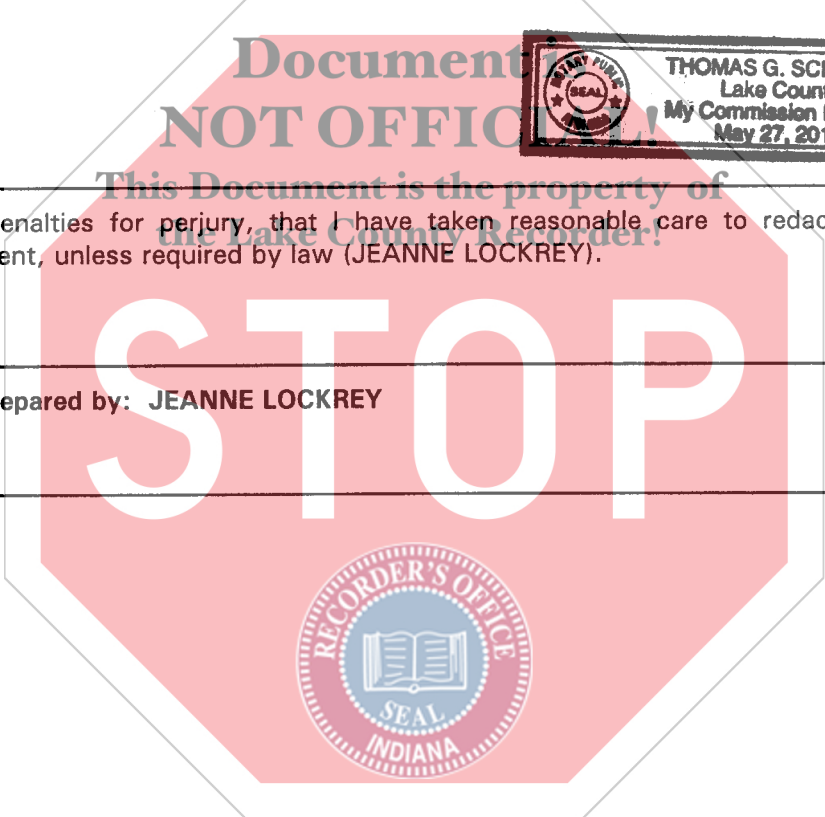 Document is
NOT OFFICIAL!
This Document is the property of
the Lake County Recorder!
NOTARY PUBLIC
SEAL
THOMAS G. SC
Lake Coun
My Commission
May 27, 201
enalties for perjury, that I have taken reasonable care to redac
ent, unless required by law (JEANNE LOCKREY).
STOP
epared by: JEANNE LOCKREY
RECORDER'S OFFICE
SEAL
INDIANA